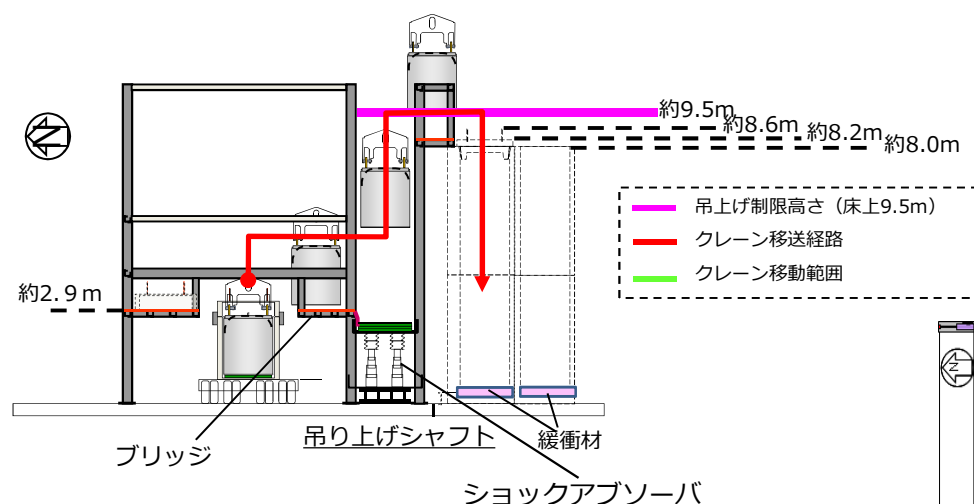 N
約9.5m
約8.6m
約8.2m
約8.0m
吊上げ制限高さ（床上9.5m）
クレーン移送経路
クレーン移動範囲
約2.9ｍ
N
ブリッジ
吊り上げシャフト
緩衝材
ショックアブソーバ